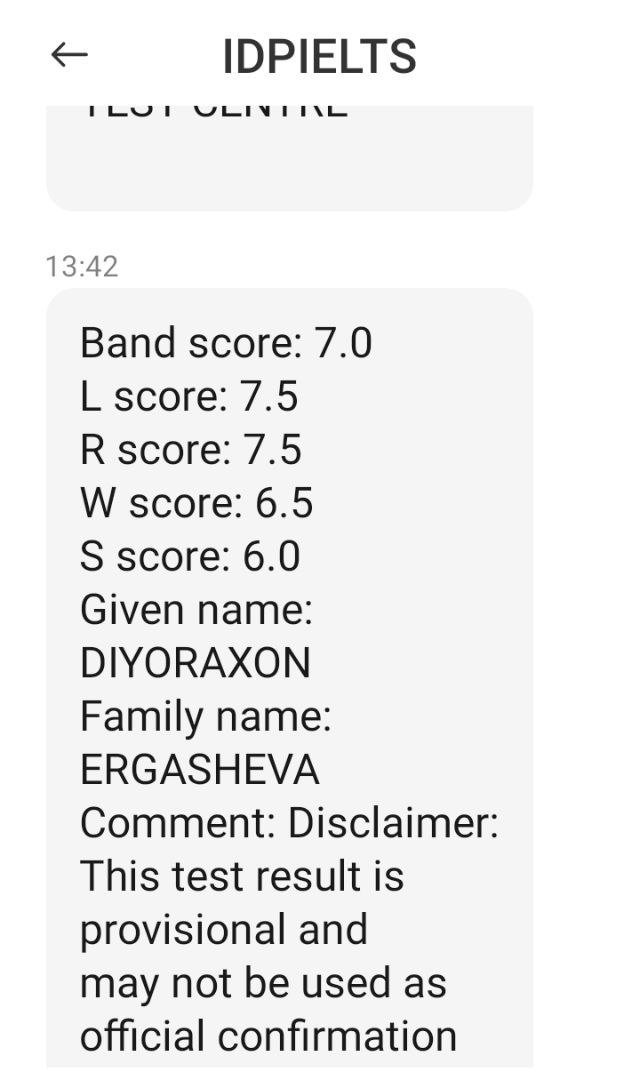 IDPIELTS
TEST CENTRE
13:42
Band score: 7.0
L score: 7.5
R score: 7.5
W score: 6.5
S score: 6.0
Given name:
DIYORAXON
Family name:
ERGASHEVA
Comment: Disclaimer:
This test result is
provisional and
may not be used as
official confirmation